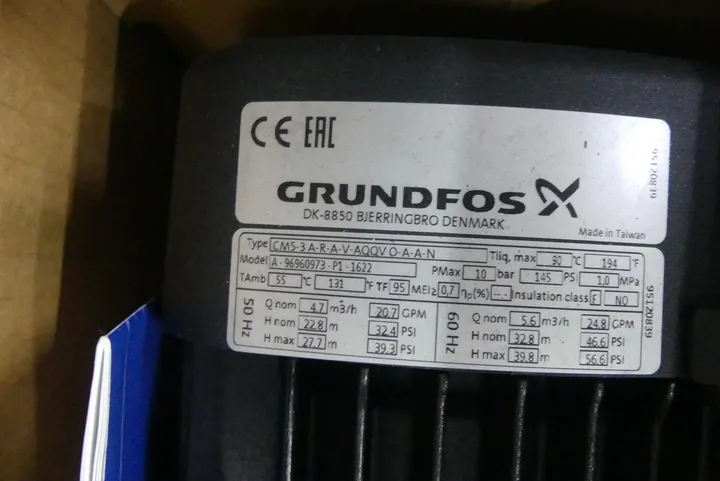 CE EAC
GRUNDFOS X
DK-8850 BJERRINGBRO DENMARK
Made in Taiwan
95120839
Type CM5-3 A-R-A-V-AQQV O-A-A-N Tliq, max 90 °C 194 °F
Model A - 96960973 - P1 - 1622 PMax 10 bar 145 PSI 1.0 MPa
TAmb 55 °C 131 °F TF 95 MEI≥ 0,7 ηp(%) -.- Insulation class F NO
50 Hz
Q nom 4.7 m3/h 20.7 GPM
H nom 22.8 m 32.4 PSI
H max 27.7 m 39.3 PSI
60 Hz
Q nom 5.6 m3/h 24.8 GPM
H nom 32.8 m 46.6 PSI
H max 39.8 m 56.6 PSI
95120839